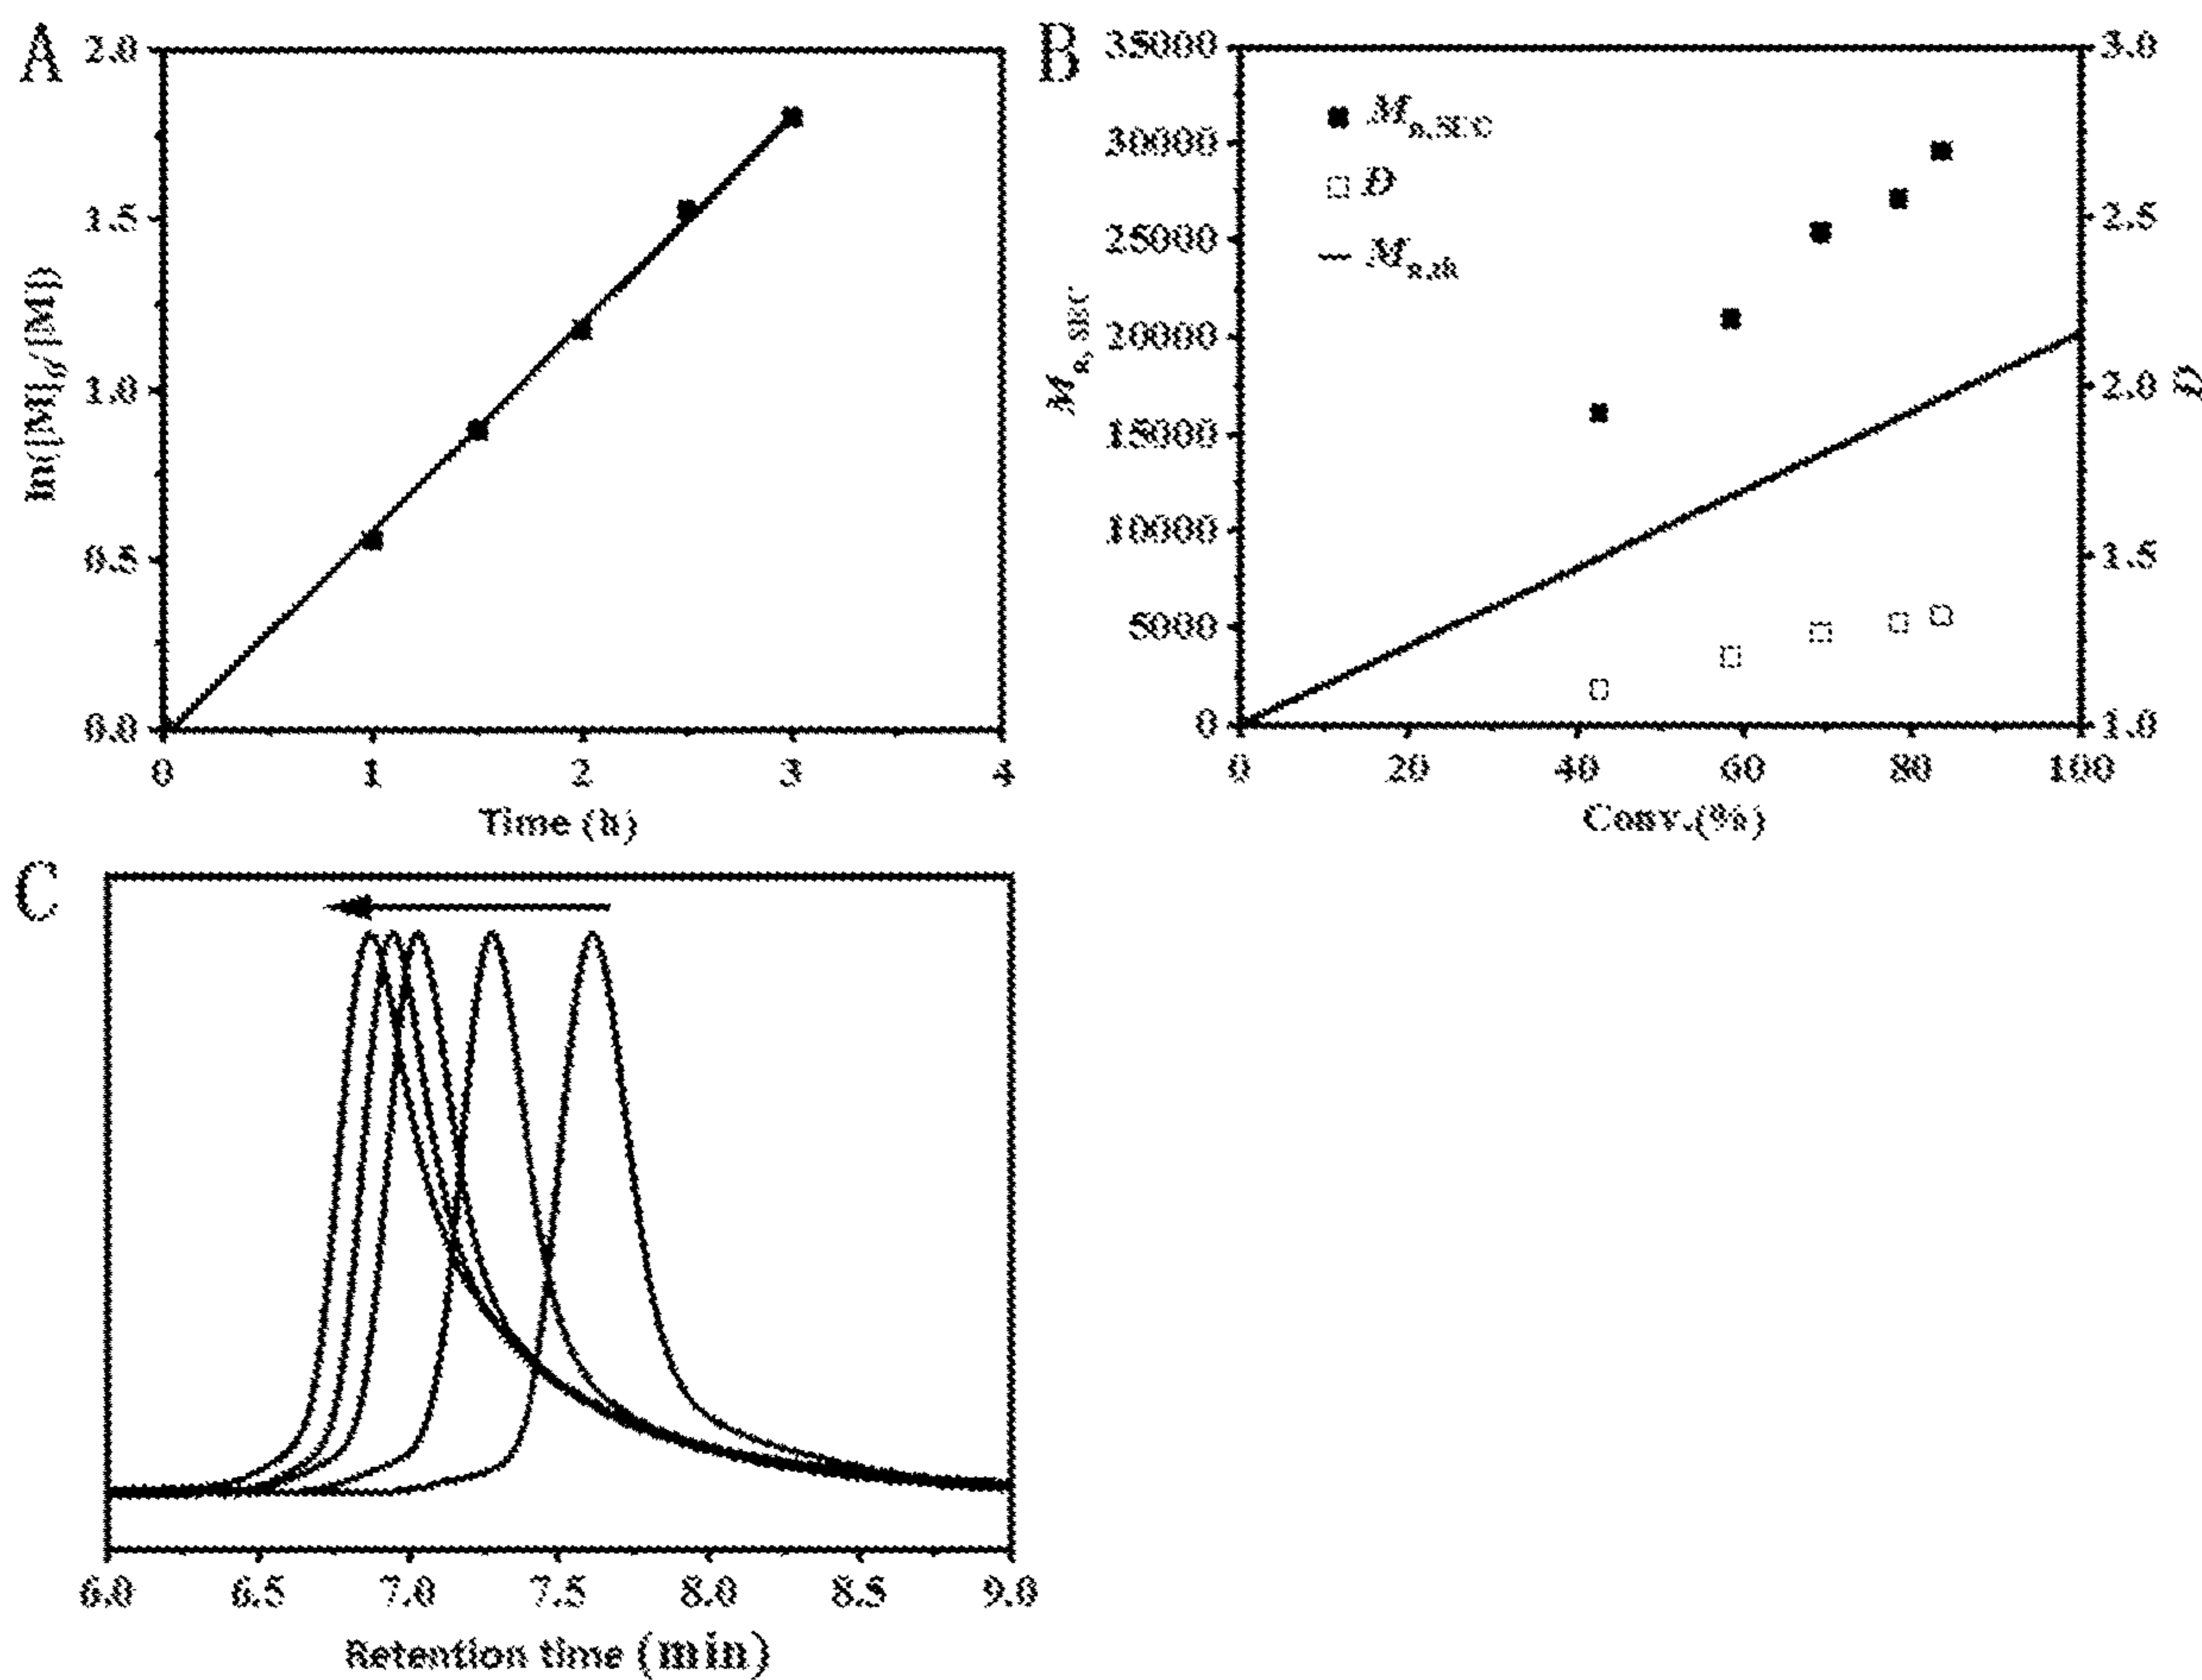 A
2.0
1.5
1.0
0.5
0.0
ln([M]0/[M])
0 1 2 3 4
Time (h)
B
35000
30000
25000
20000
15000
10000
5000
0
Mn, SEC
Mn,SEC
Đ
Mn,th
3.0
2.5
2.0
1.5
1.0
Đ
0 20 40 60 80 100
Conv.(%)
C
6.0 6.5 7.0 7.5 8.0 8.5 9.0
Retention time (min)